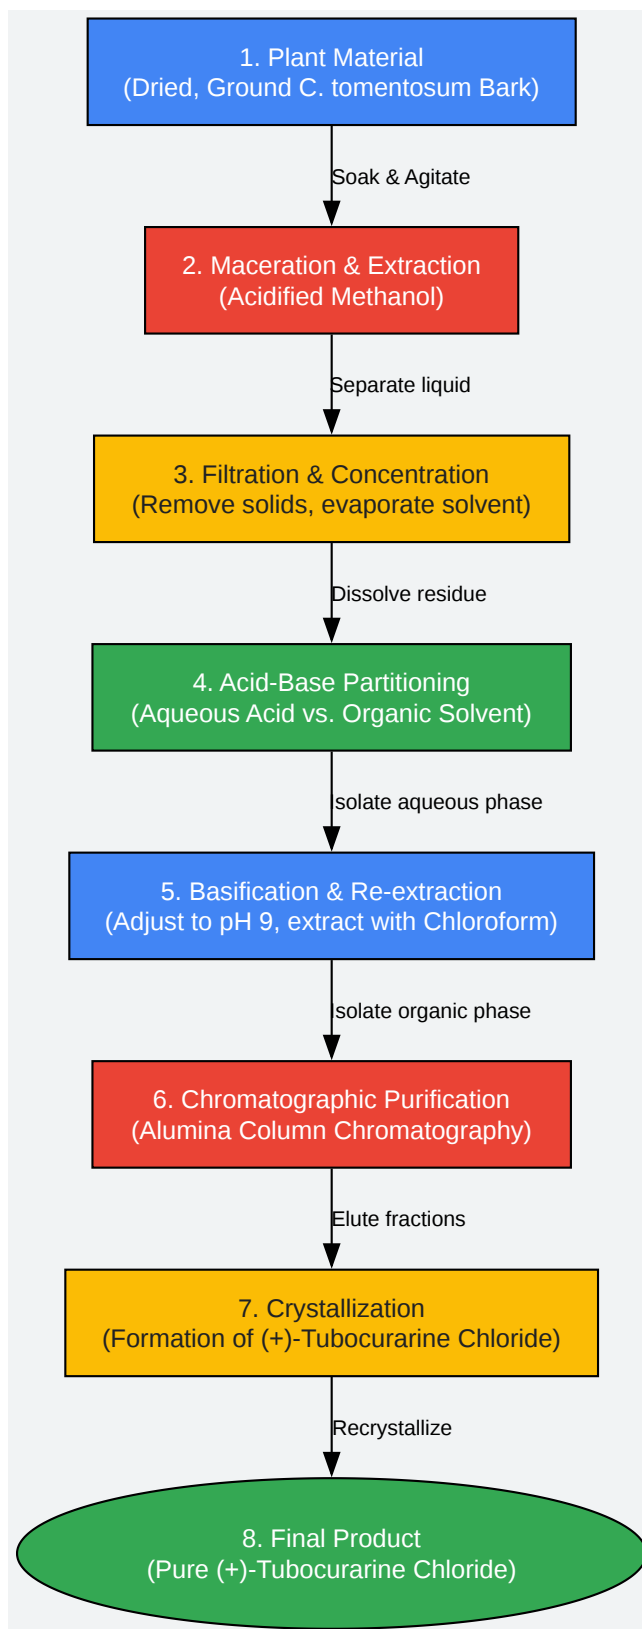 1. Plant Material
(Dried, Ground C. tomentosum Bark)
Soak & Agitate
2. Maceration & Extraction
(Acidified Methanol)
Separate liquid
3. Filtration & Concentration
(Remove solids, evaporate solvent)
Dissolve residue
4. Acid-Base Partitioning
(Aqueous Acid vs. Organic Solvent)
Isolate aqueous phase
5. Basification & Re-extraction
(Adjust to pH 9, extract with Chloroform)
Isolate organic phase
6. Chromatographic Purification
(Alumina Column Chromatography)
Elute fractions
7. Crystallization
(Formation of (+)-Tubocurarine Chloride)
Recrystallize
8. Final Product
(Pure (+)-Tubocurarine Chloride)